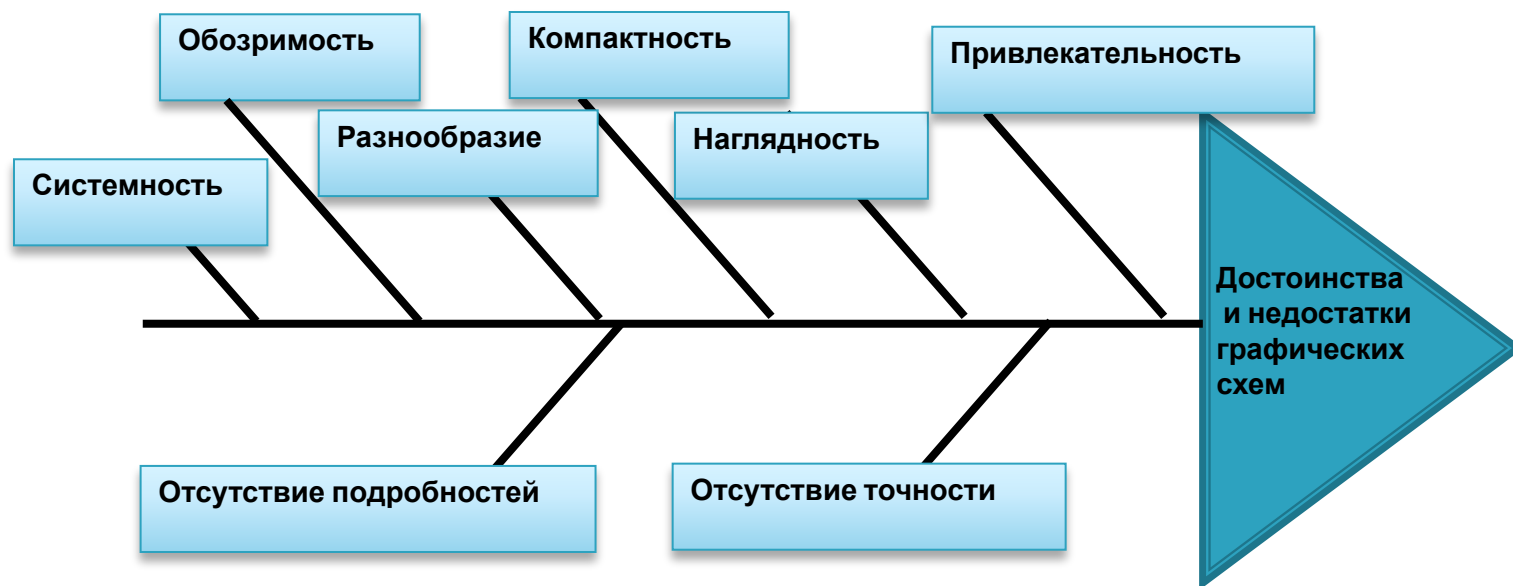 Обозримость
Компактность
Привлекательность
Разнообразие
Наглядность
Системность
Достоинства
и недостатки
графических
схем
Отсутствие подробностей
Отсутствие точности